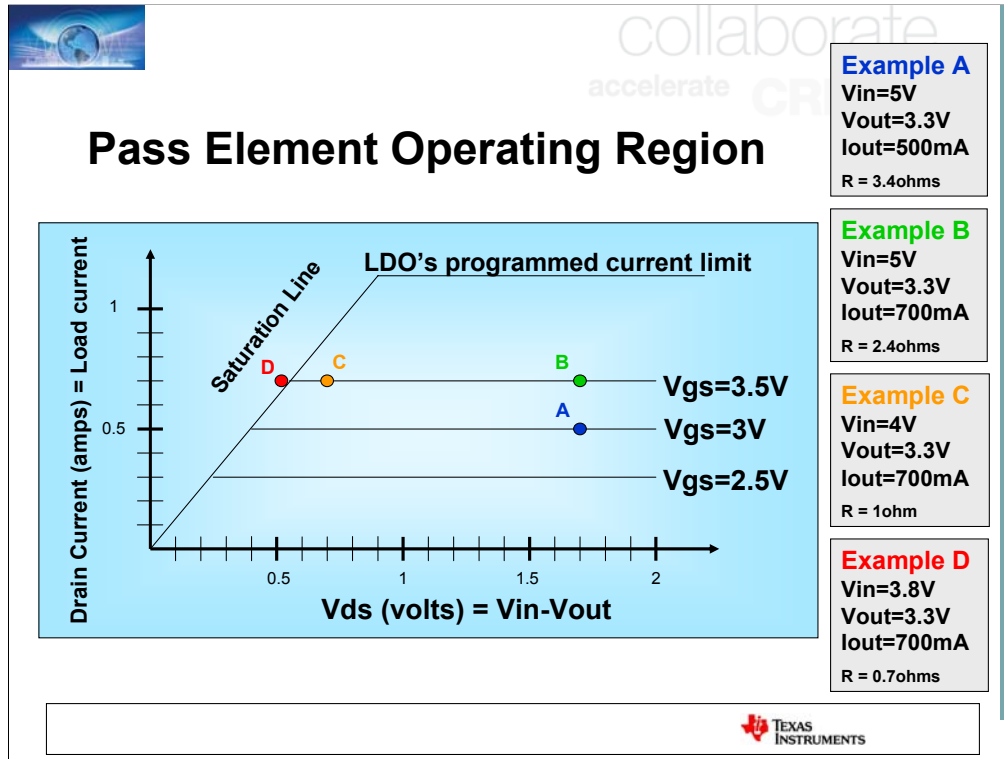 collaborate
accelerate
CRE
Pass Element Operating Region
Drain Current (amps) = Load current
1
0.5
Saturation Line
LDO's programmed current limit
D
C
B
A
Vgs=3.5V
Vgs=3V
Vgs=2.5V
0.5
1
1.5
2
Vds (volts) = Vin-Vout
Example A
Vin=5V
Vout=3.3V
Iout=500mA
R = 3.4ohms
Example B
Vin=5V
Vout=3.3V
Iout=700mA
R = 2.4ohms
Example C
Vin=4V
Vout=3.3V
Iout=700mA
R = 1ohm
Example D
Vin=3.8V
Vout=3.3V
Iout=700mA
R = 0.7ohms
TEXAS
INSTRUMENTS